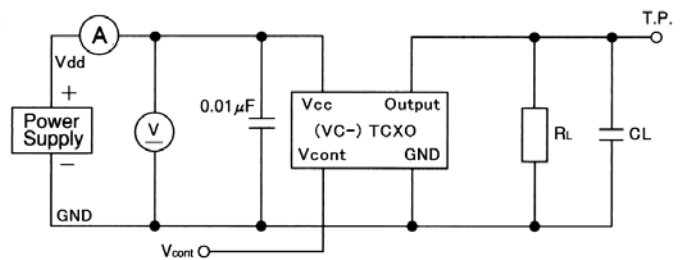 T.P.
A
Vdd
+
Power
Supply
−
V
0.01μF
Vcc Output
(VC-) TCXO
Vcont GND
RL
CL
GND
Vcont